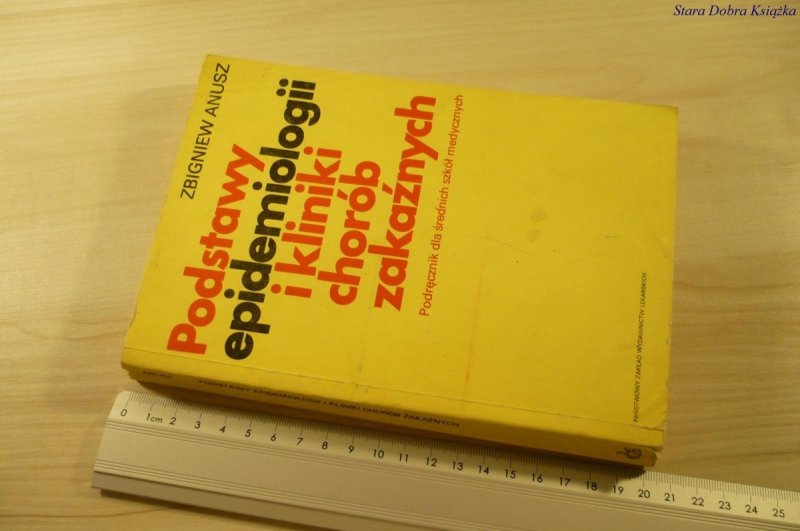 Stara Dobra Książka
ZBIGNIEW ANUSZ
Podstawy
epidemiologii
i kliniki
chorób
zakaźnych
Podręcznik dla średnich szkół medycznych
PAŃSTWOWY ZAKŁAD WYDAWNICTW LEKARSKICH
ANUSZ PODSTAWY EPIDEMIOLOGII I KLINIKI CHORÓB ZAKAŹNYCH
0 1cm 2 3 4 5 6 7 8 9 10 11 12 13 14 15 16 17 18 19 20 21 22 23 24 25